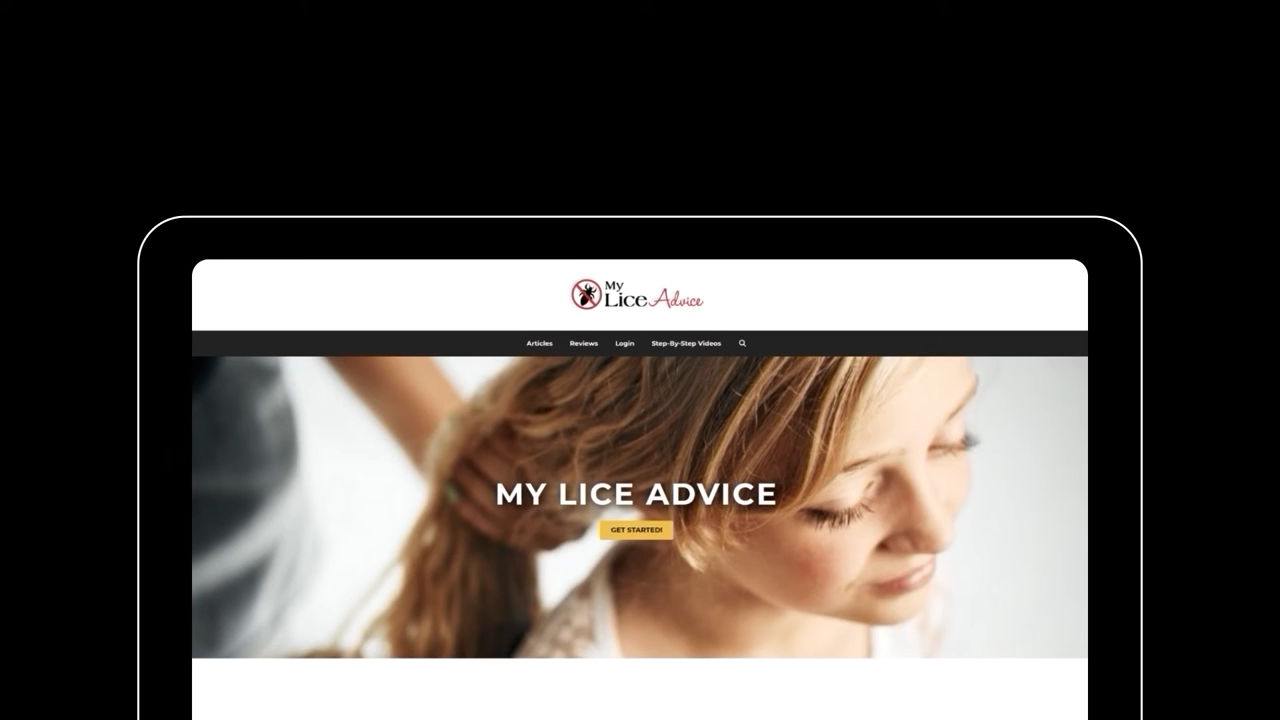 My
Lice Advice
Articles Reviews Login Step-By-Step Videos
MY LICE ADVICE
GET STARTED!